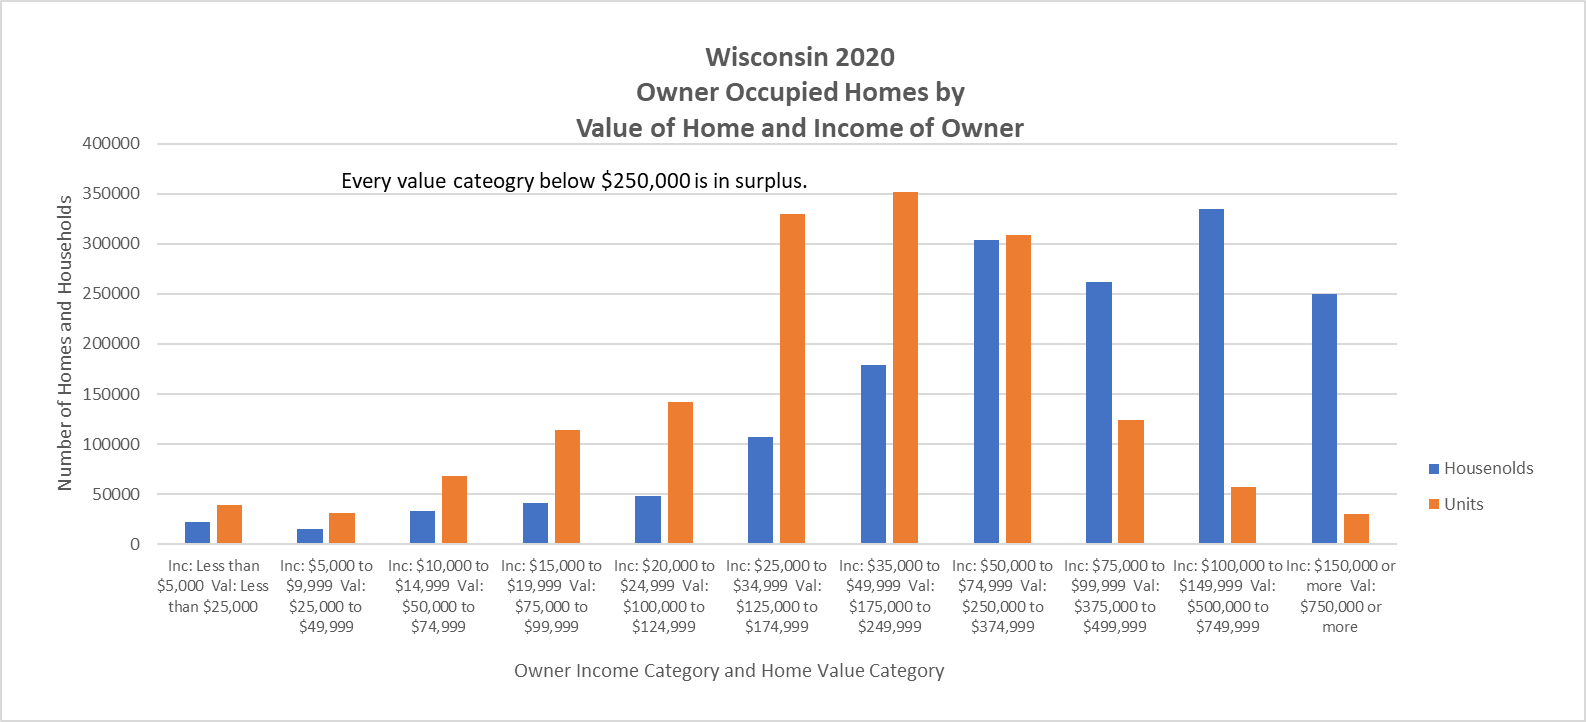 Wisconsin 2020
Owner Occupied Homes by
Value of Home and Income of Owner
Every value cateogry below $250,000 is in surplus.
Number of Homes and Households
400000
350000
300000
250000
200000
150000
100000
50000
0
Inc: Less than
$5,000 Val: Less
than $25,000
Inc: $5,000 to
$9,999 Val:
$25,000 to
$49,999
Inc: $10,000 to
$14,999 Val:
$50,000 to
$74,999
Inc: $15,000 to
$19,999 Val:
$75,000 to
$99,999
Inc: $20,000 to
$24,999 Val:
$100,000 to
$124,999
Inc: $25,000 to
$34,999 Val:
$125,000 to
$174,999
Inc: $35,000 to
$49,999 Val:
$175,000 to
$249,999
Inc: $50,000 to
$74,999 Val:
$250,000 to
$374,999
Inc: $75,000 to
$99,999 Val:
$375,000 to
$499,999
Inc: $100,000 to
$149,999 Val:
$500,000 to
$749,999
Inc: $150,000 or
more Val:
$750,000 or
more
Owner Income Category and Home Value Category
Housenolds
Units